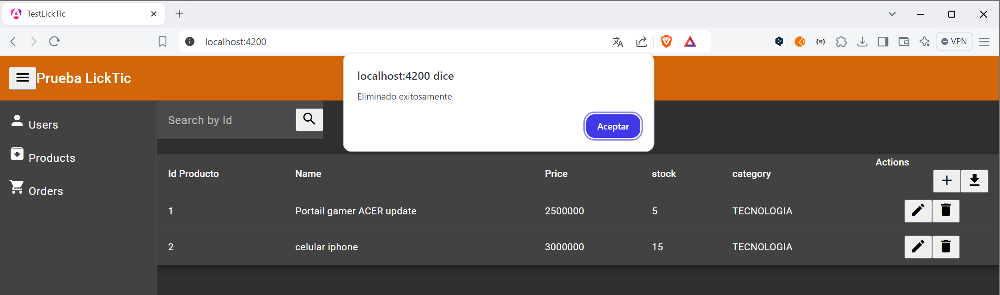 TestLickTic
localhost:4200
VPN
Prueba LickTic
localhost:4200 dice
Eliminado exitosamente
Aceptar
Users
Products
Orders
Search by Id
Id Producto Name Price stock category Actions
1 Portail gamer ACER update 2500000 5 TECNOLOGIA
2 celular iphone 3000000 15 TECNOLOGIA